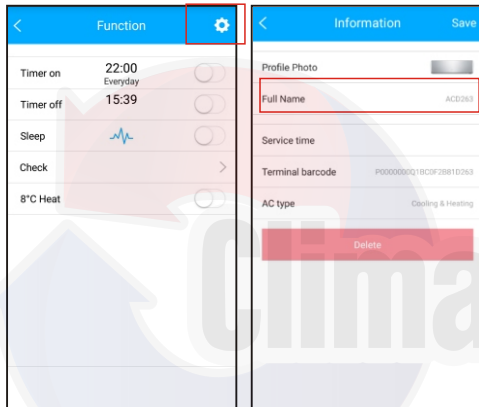 Function
Timer on
22:00
Everyday
Timer off
15:39
Sleep
Check
8°C Heat
Information
Save
Profile Photo
Full Name
ACD263
Service time
Terminal barcode
P0000000Q1BC0F2B81D263
AC type
Cooling & Heating
Delete
Clima